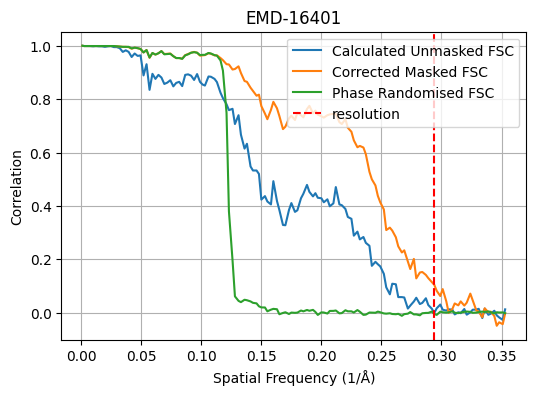 EMD-16401
Calculated Unmasked FSC
Corrected Masked FSC
Phase Randomised FSC
resolution
Correlation
1.0
0.8
0.6
0.4
0.2
0.0
0.00 0.05 0.10 0.15 0.20 0.25 0.30 0.35
Spatial Frequency (1/Å)